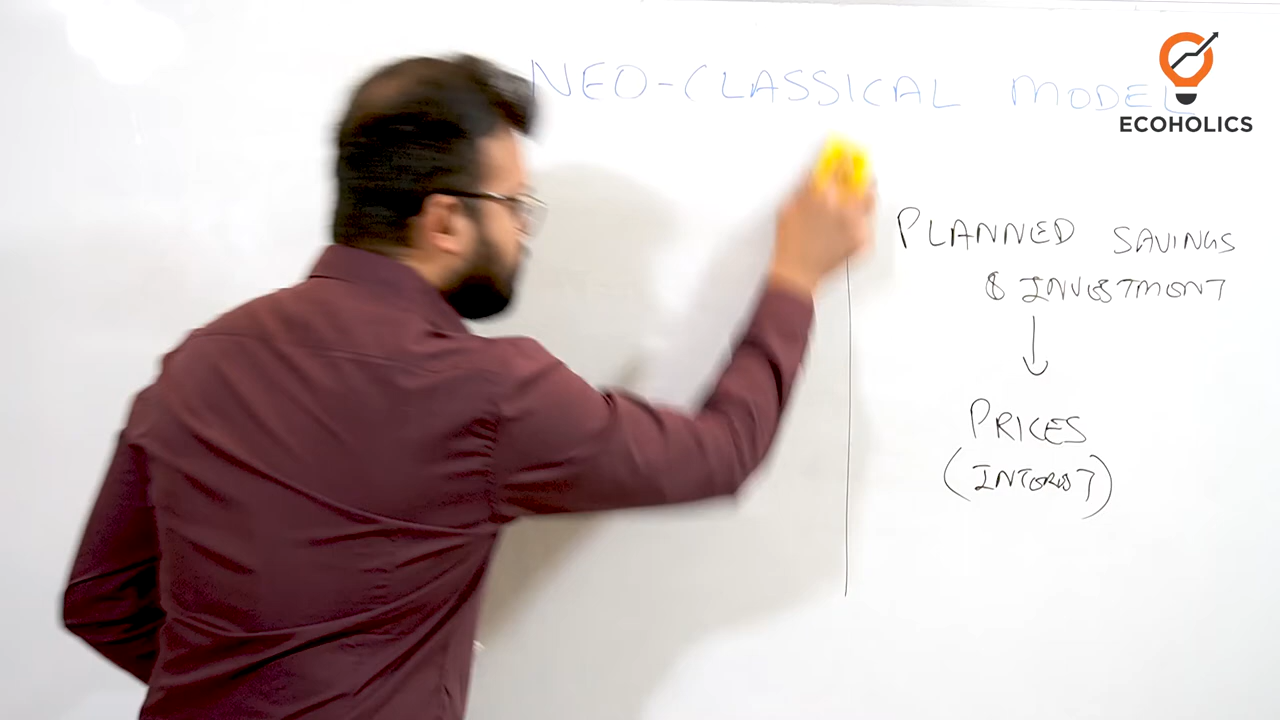 NEO-CLASSICAL MODEL
ECOHOLICS
PLANNED SAVINGS
& INVESTMENT
PRICES
(INTEREST)